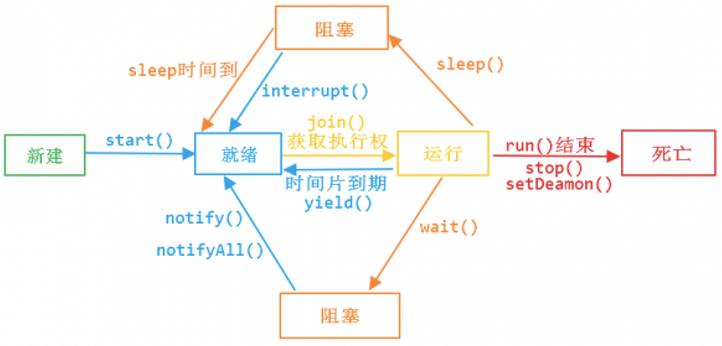 阻塞
sleep时间到
sleep()
interrupt()
新建
start()
就绪
join()
获取执行权
时间片到期
yield()
运行
run()结束
stop()
setDeamon()
死亡
notify()
notifyAll()
wait()
阻塞